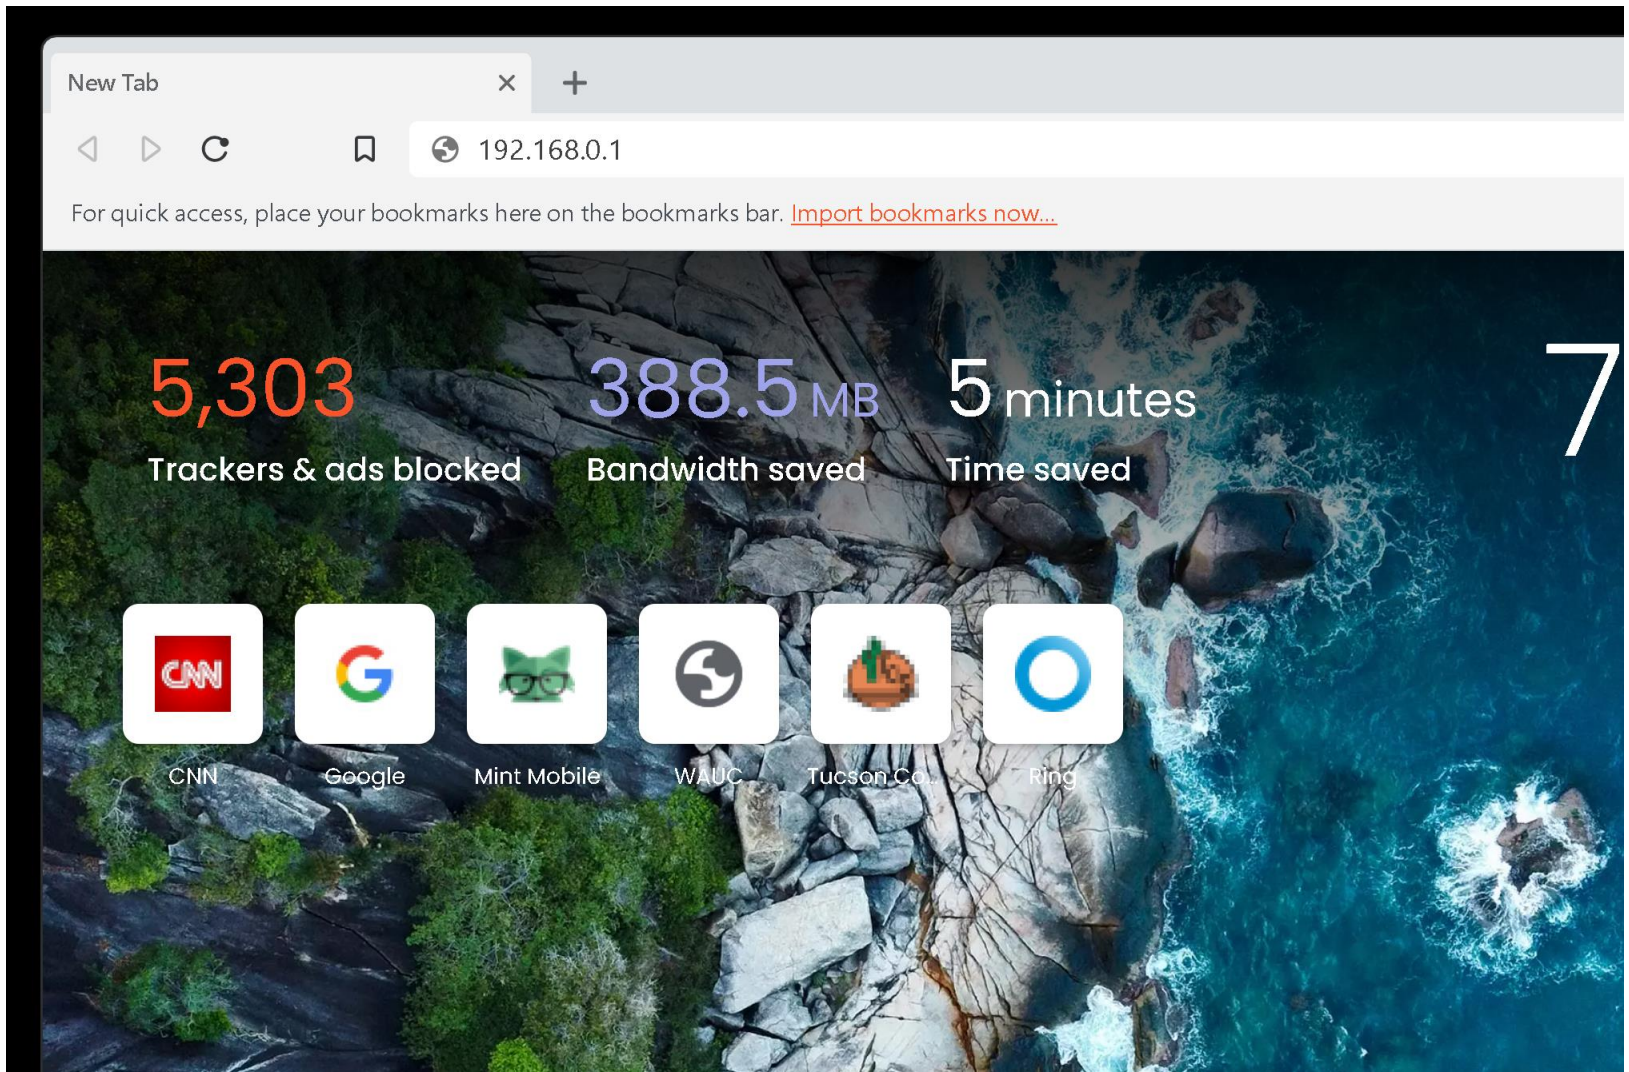 New Tab
192.168.0.1
For quick access, place your bookmarks here on the bookmarks bar. Import bookmarks now...
5,303 388.5 MB 5 minutes 7
Trackers & ads blocked Bandwidth saved Time saved
CNN
CNN Google Mint Mobile WAUC Tucson Co... Ring